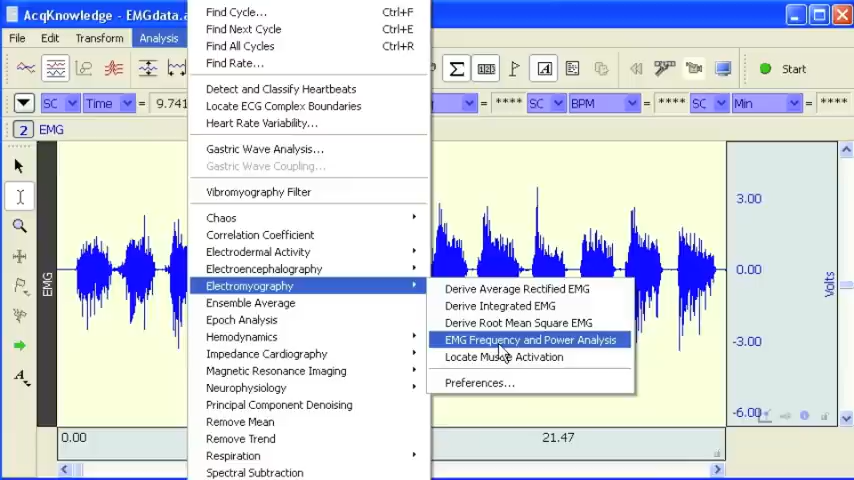 AcqKnowledge - EMGdata.a
File Edit Transform Analysis
Start
SC Time = 9.741 = **** SC BPM = **** SC Min = ****
2 EMG
Find Cycle... Ctrl+F
Find Next Cycle Ctrl+E
Find All Cycles Ctrl+R
Find Rate...
Detect and Classify Heartbeats
Locate ECG Complex Boundaries
Heart Rate Variability...
Gastric Wave Analysis...
Gastric Wave Coupling...
Vibromyography Filter
Chaos
Correlation Coefficient
Electrodermal Activity
Electroencephalography
Electromyography
Ensemble Average
Epoch Analysis
Hemodynamics
Impedance Cardiography
Magnetic Resonance Imaging
Neurophysiology
Principal Component Denoising
Remove Mean
Remove Trend
Respiration
Spectral Subtraction
Derive Average Rectified EMG
Derive Integrated EMG
Derive Root Mean Square EMG
EMG Frequency and Power Analysis
Locate Muscle Activation
Preferences...
EMG
3.00
0.00
-3.00
-6.00
Volts
0.00 21.47